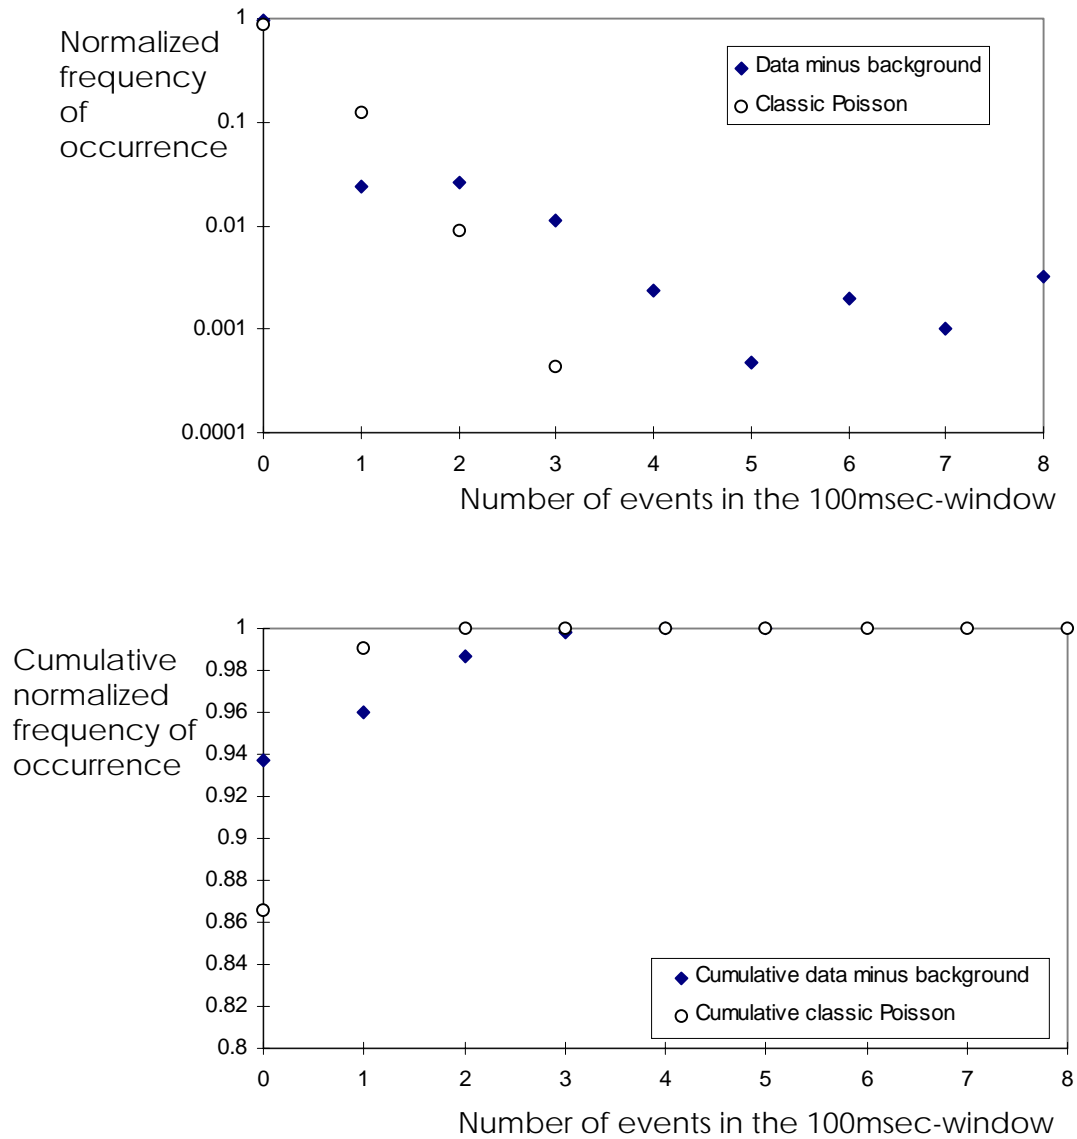 Normalized
frequency
of
occurrence
1
0.1
0.01
0.001
0.0001
Data minus background
Classic Poisson
0 1 2 3 4 5 6 7 8
Number of events in the 100msec-window
Cumulative
normalized
frequency of
occurrence
1
0.98
0.96
0.94
0.92
0.9
0.88
0.86
0.84
0.82
0.8
Cumulative data minus background
Cumulative classic Poisson
0 1 2 3 4 5 6 7 8
Number of events in the 100msec-window